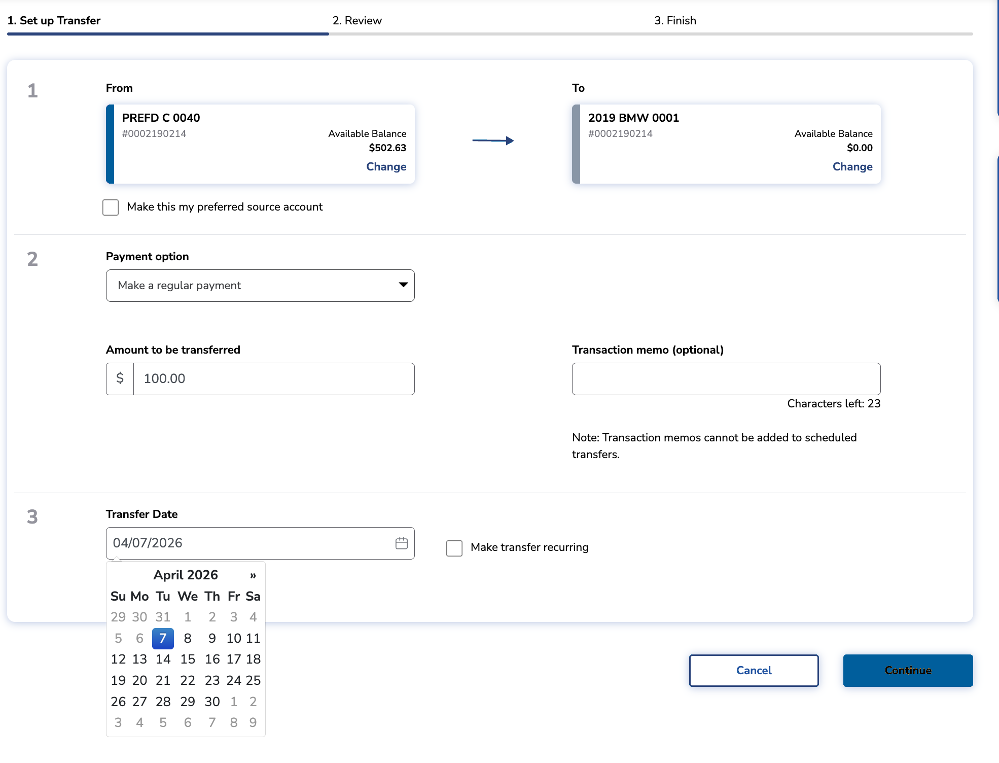 1. Set up Transfer
2. Review
3. Finish
1
From
PREFD C 0040
#0002190214
Available Balance
$502.63
Change
To
2019 BMW 0001
#0002190214
Available Balance
$0.00
Change
Make this my preferred source account
2
Payment option
Make a regular payment
Amount to be transferred
$ 100.00
Transaction memo (optional)
Characters left: 23
Note: Transaction memos cannot be added to scheduled
transfers.
3
Transfer Date
04/07/2026
Make transfer recurring
April 2026 »
Su Mo Tu We Th Fr Sa
29 30 31 1 2 3 4
5 6 7 8 9 10 11
12 13 14 15 16 17 18
19 20 21 22 23 24 25
26 27 28 29 30 1 2
3 4 5 6 7 8 9
Cancel
Continue